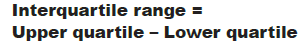 Interquartile range =
Upper quartile – Lower quartile